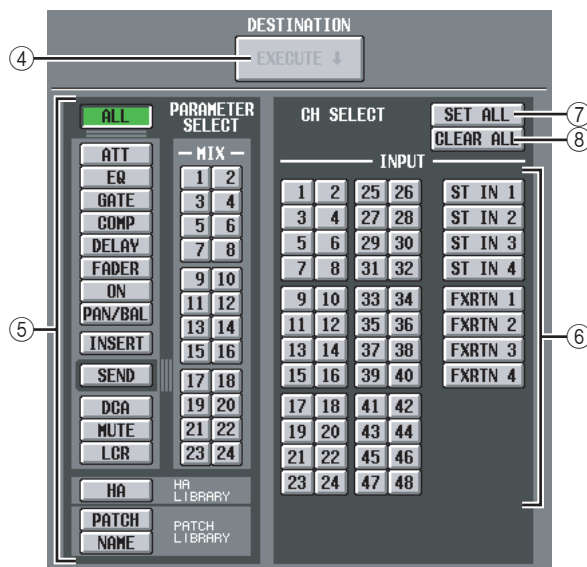 DESTINATION
④ EXECUTE ↓
ALL
PARAMETER SELECT
ATT
EQ
GATE
COMP
DELAY
FADER
ON
PAN/BAL
INSERT
SEND
DCA
MUTE
LCR
HA
HA LIBRARY
PATCH
NAME
PATCH LIBRARY
⑤
MIX
1 2
3 4
5 6
7 8
9 10
11 12
13 14
15 16
17 18
19 20
21 22
23 24
CH SELECT
SET ALL ⑦
CLEAR ALL ⑧
INPUT
1 2 25 26 ST IN 1
3 4 27 28 ST IN 2
5 6 29 30 ST IN 3
7 8 31 32 ST IN 4
9 10 33 34 FXRTN 1
11 12 35 36 FXRTN 2
13 14 37 38 FXRTN 3
15 16 39 40 FXRTN 4
17 18 41 42
19 20 43 44
21 22 45 46
23 24 47 48
⑥